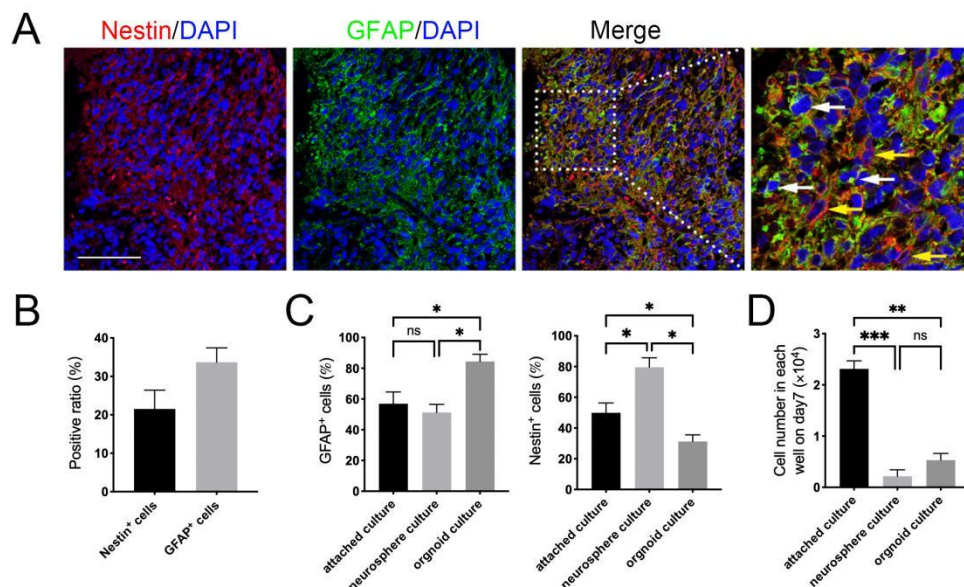 A
Nestin/DAPI
GFAP/DAPI
Merge
B
Positive ratio (%)
40
30
20
10
0
Nestin+ cells
GFAP+ cells
C
GFAP+ cells (%)
100
80
60
40
20
0
ns
*
*
attached culture
neurosphere culture
orgnoid culture
Nestin+ cells (%)
100
80
60
40
20
0
*
*
*
attached culture
neurosphere culture
orgnoid culture
D
Cell number in each
well on day7 (×10⁴)
3
2
1
0
**
***
ns
attached culture
neurosphere culture
orgnoid culture